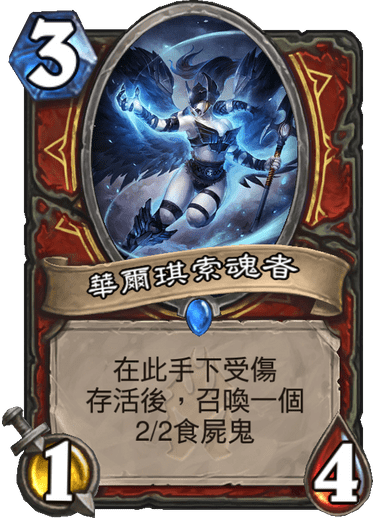 3
華爾琪索魂者
在此手下受傷
存活後，召喚一個
2/2食屍鬼
1
4